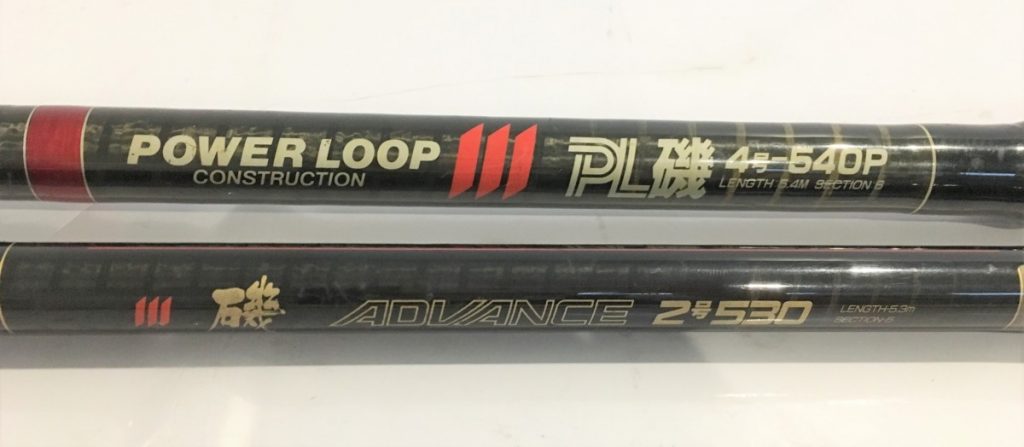 POWER LOOP PL磯 4号-540P
CONSTRUCTION LENGTH 5.4M SECTION 5
磯 ADVANCE 2号530 LENGTH·5.3m
SECTION·5